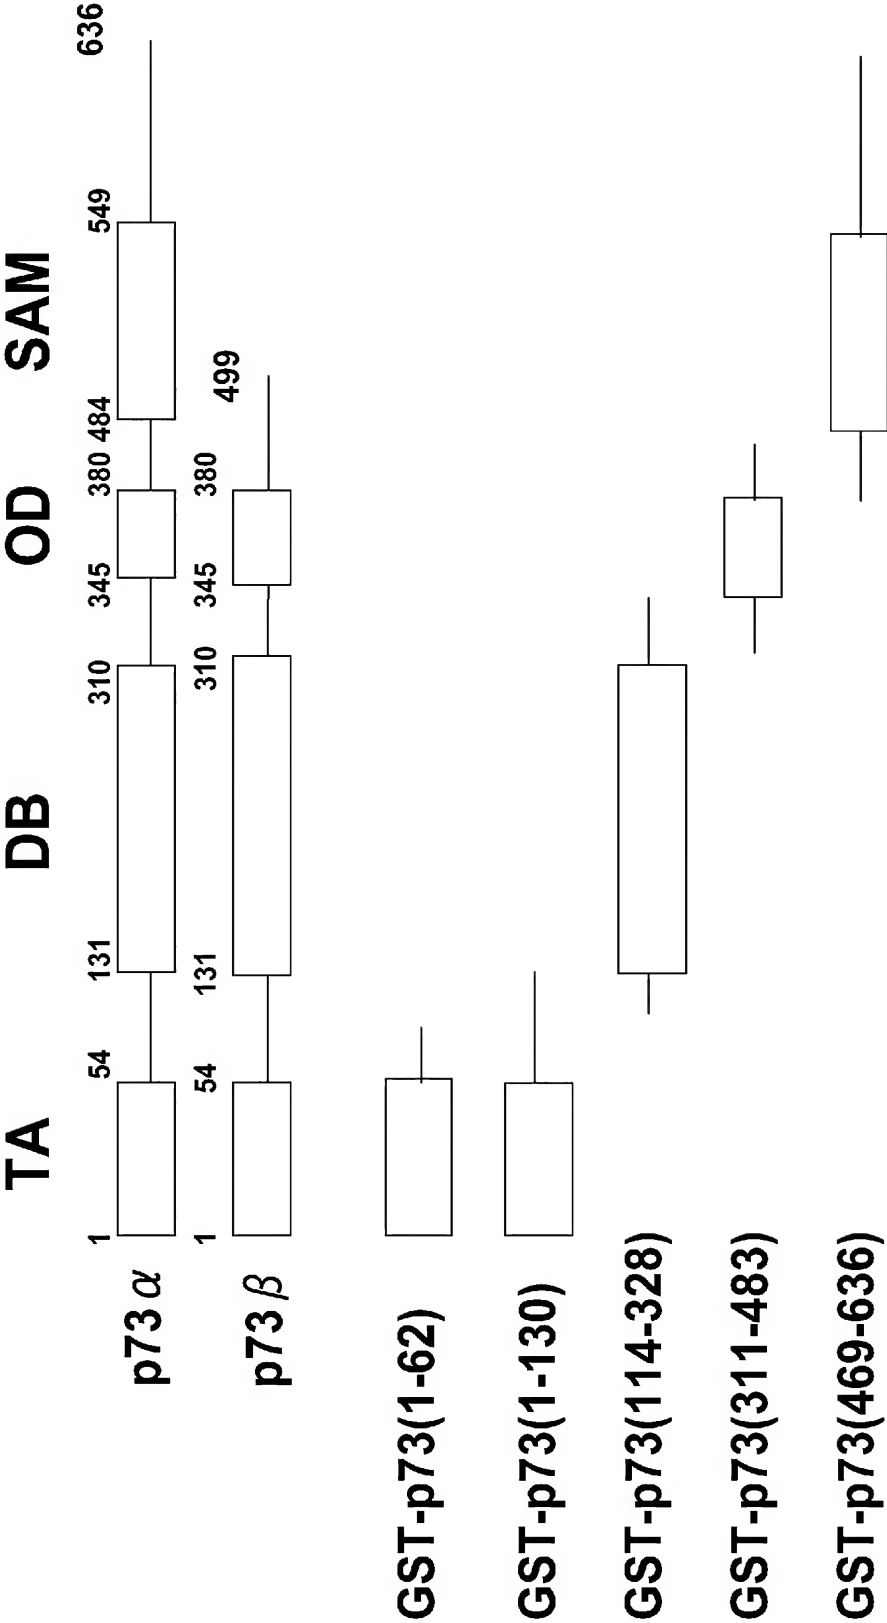 TA DB OD SAM
1 54 131 310 345 380 484 549 636
p73α
1 54 131 310 345 380 499
p73β
GST-p73(1-62)
GST-p73(1-130)
GST-p73(114-328)
GST-p73(311-483)
GST-p73(469-636)